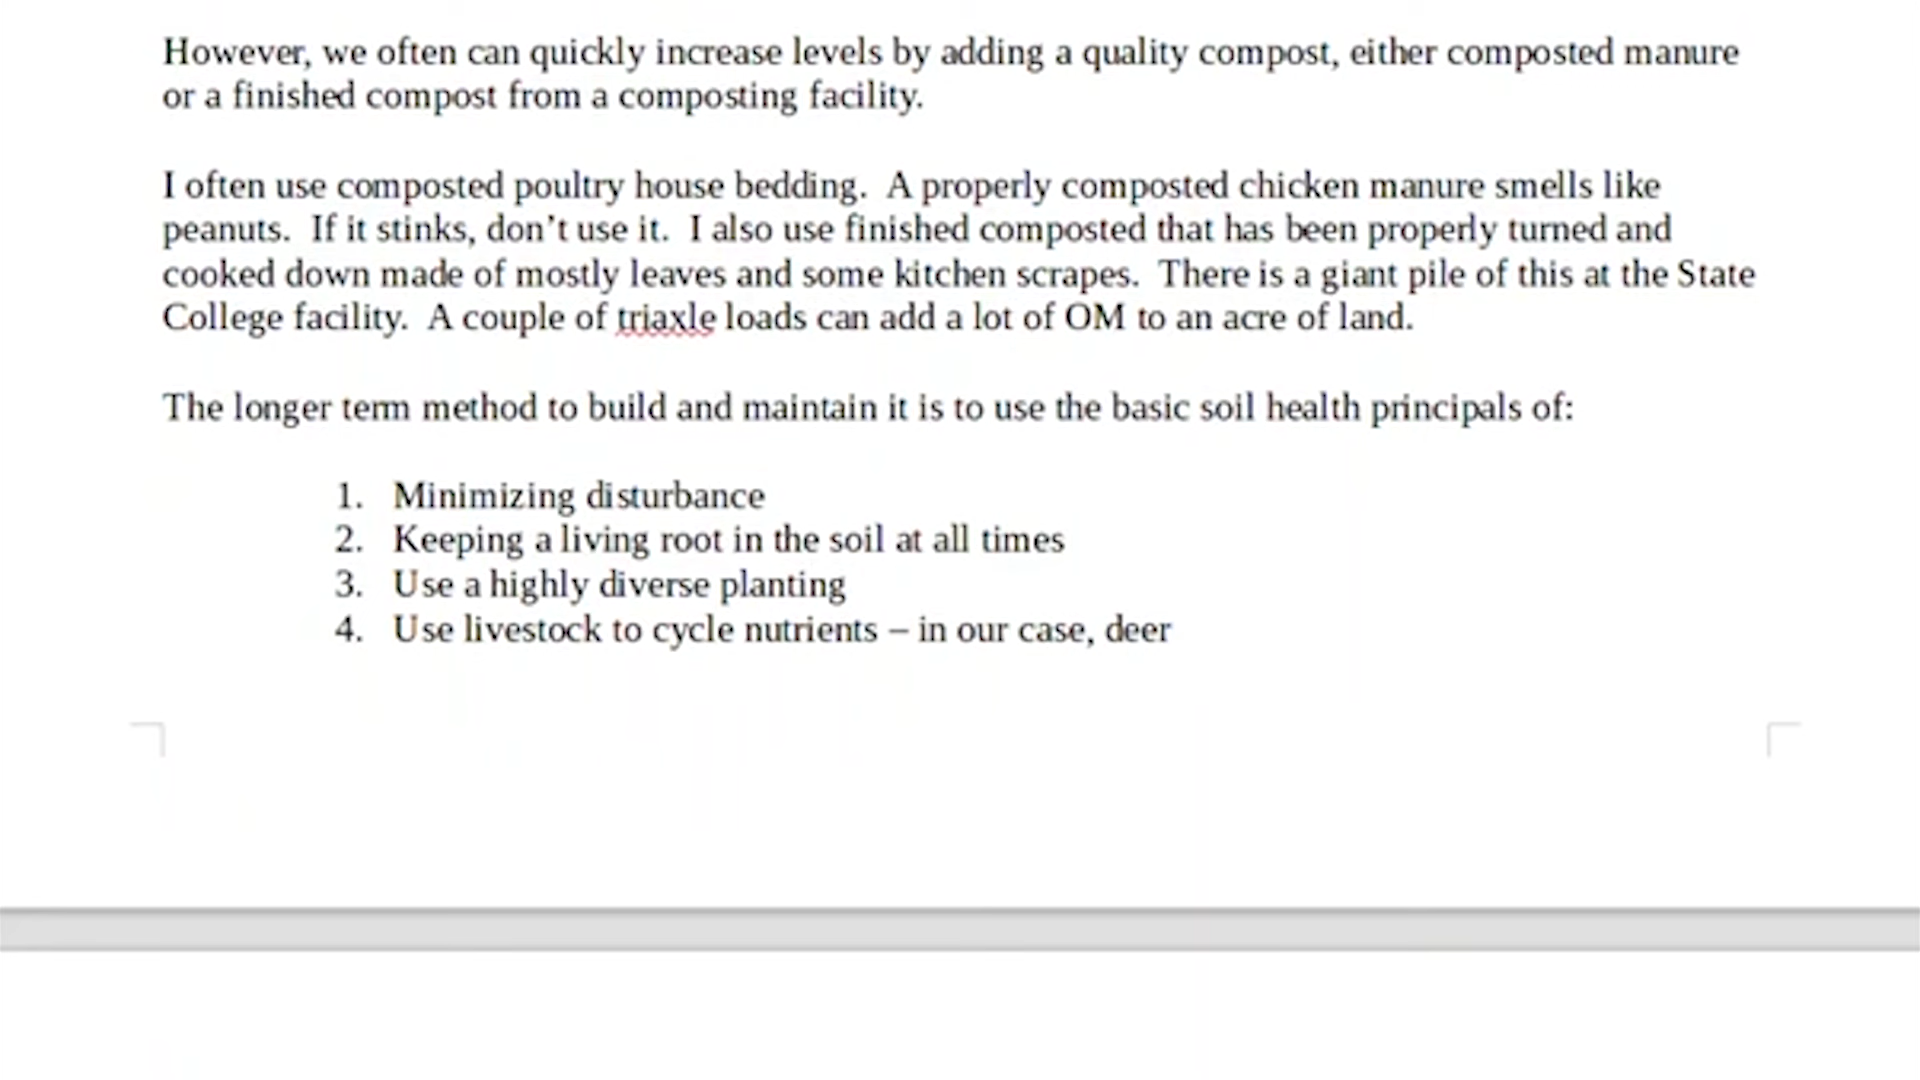 However, we often can quickly increase levels by adding a quality compost, either composted manure
or a finished compost from a composting facility.
I often use composted poultry house bedding.  A properly composted chicken manure smells like
peanuts.  If it stinks, don't use it.  I also use finished composted that has been properly turned and
cooked down made of mostly leaves and some kitchen scrapes.  There is a giant pile of this at the State
College facility.  A couple of triaxle loads can add a lot of OM to an acre of land.
The longer term method to build and maintain it is to use the basic soil health principals of:
1. Minimizing disturbance
2. Keeping a living root in the soil at all times
3. Use a highly diverse planting
4. Use livestock to cycle nutrients – in our case, deer